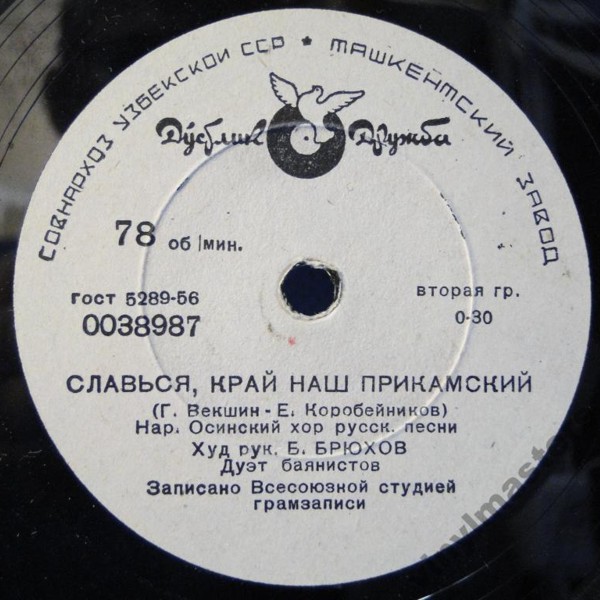 СОВНАРХОЗ УЗБЕКСКОЙ ССР ★ ТАШКЕНТСКИЙ ЗАВОД
Дўстлик Дружба
78 об/мин.
ГОСТ 5289-56
0038987
вторая гр.
0-30
СЛАВЬСЯ, КРАЙ НАШ ПРИКАМСКИЙ
(Г. Векшин - Е. Коробейников)
Нар. Осинский хор русск. песни
Худ рук. Б. БРЮХОВ
Дуэт баянистов
Записано Всесоюзной студией
грамзаписи